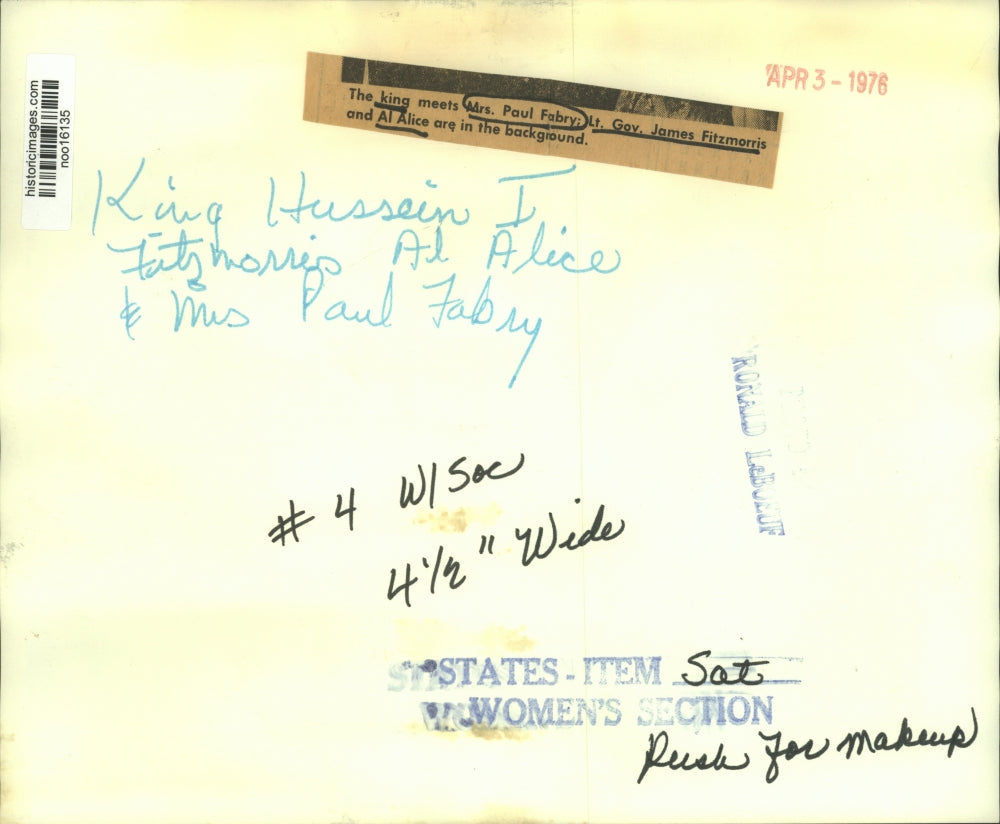 historicimages.com
noo16135
APR 3 - 1976
The king meets Mrs. Paul Fabry; Lt. Gov. James Fitzmorris
and Al Alice are in the background.
King Hussein I
Fitzmorris Al Alice
& Mrs Paul Fabry
RONALD LeBOEUF
# 4 W/Soc
4 1/2" Wide
STATES-ITEM Sat
WOMEN'S SECTION
Rush For Makeup